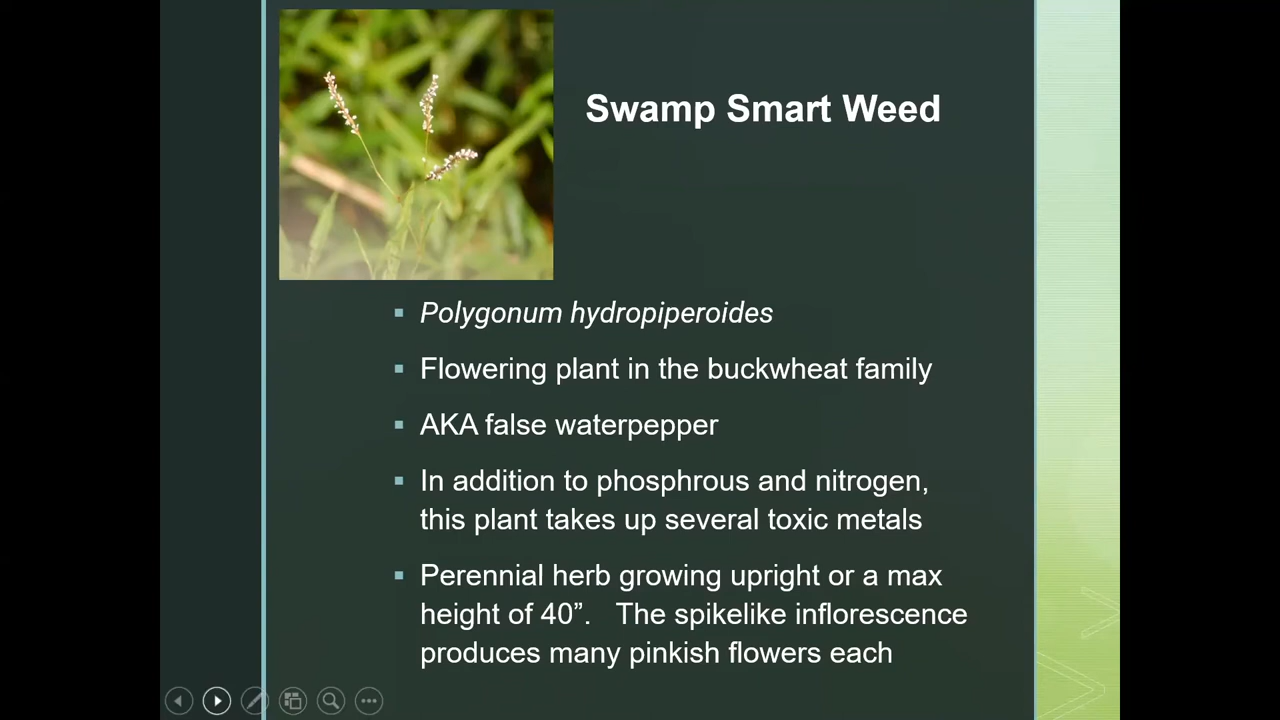 Swamp Smart Weed
▪ Polygonum hydropiperoides
▪ Flowering plant in the buckwheat family
▪ AKA false waterpepper
▪ In addition to phosphrous and nitrogen,
this plant takes up several toxic metals
▪ Perennial herb growing upright or a max
height of 40”.   The spikelike inflorescence
produces many pinkish flowers each